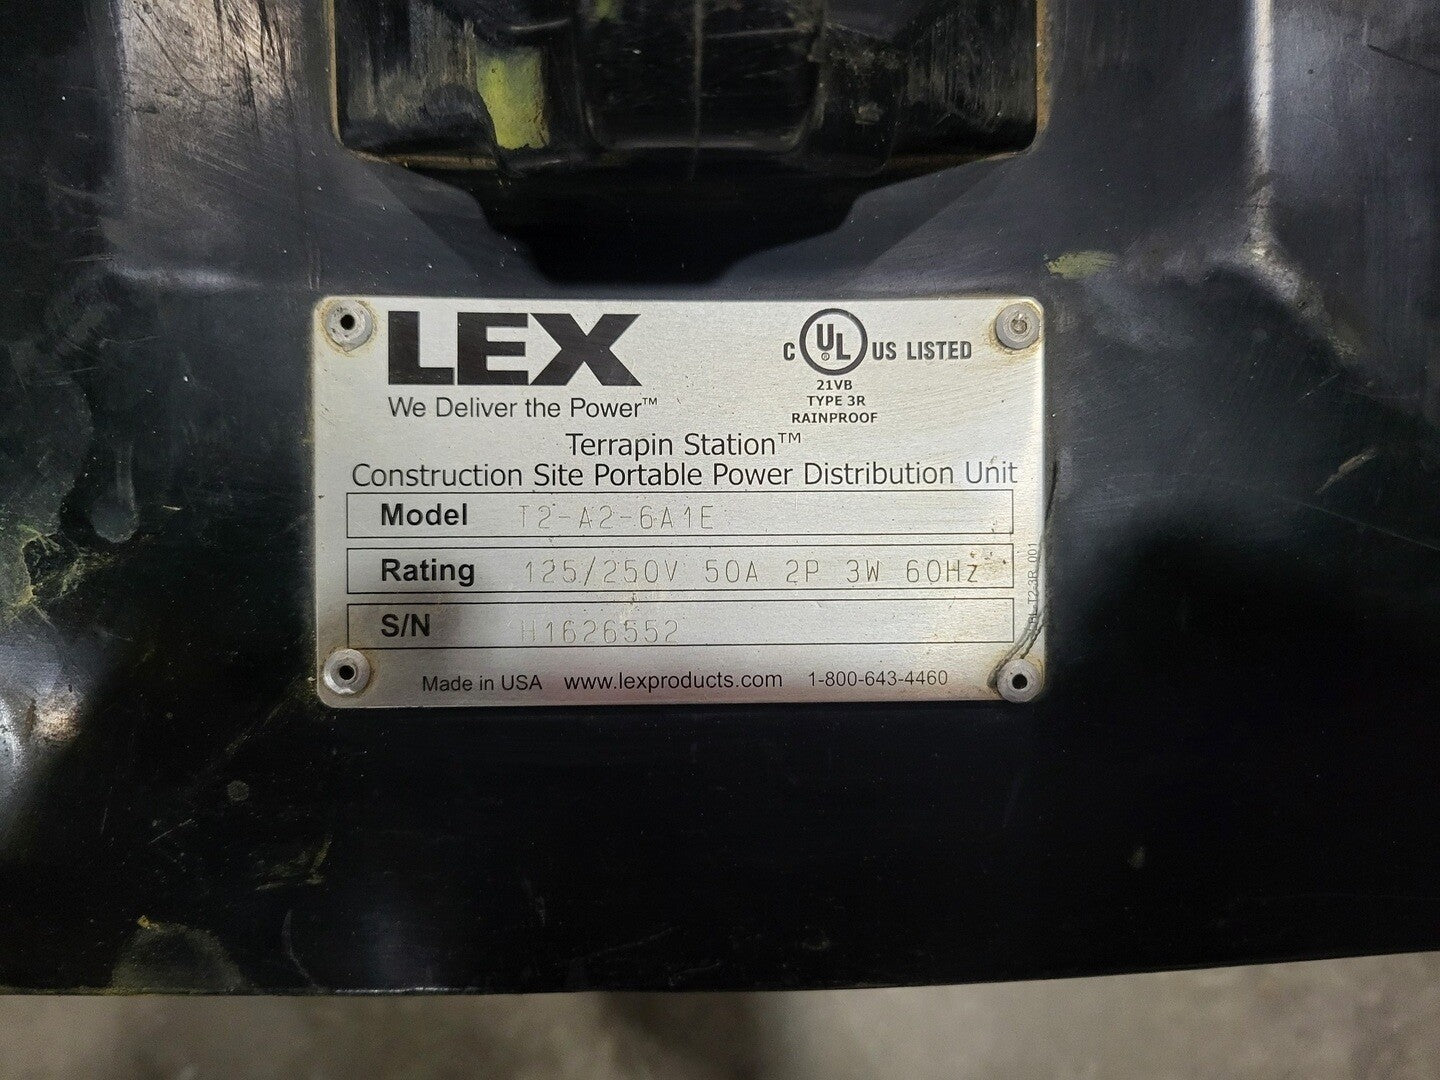 LEX
We Deliver the Power™
C UL ® US LISTED
21VB
TYPE 3R
RAINPROOF
Terrapin Station™
Construction Site Portable Power Distribution Unit
Model T2-A2-6A1E
Rating 125/250V 50A 2P 3W 60Hz
S/N H1626552
Made in USA www.lexproducts.com 1-800-643-4460